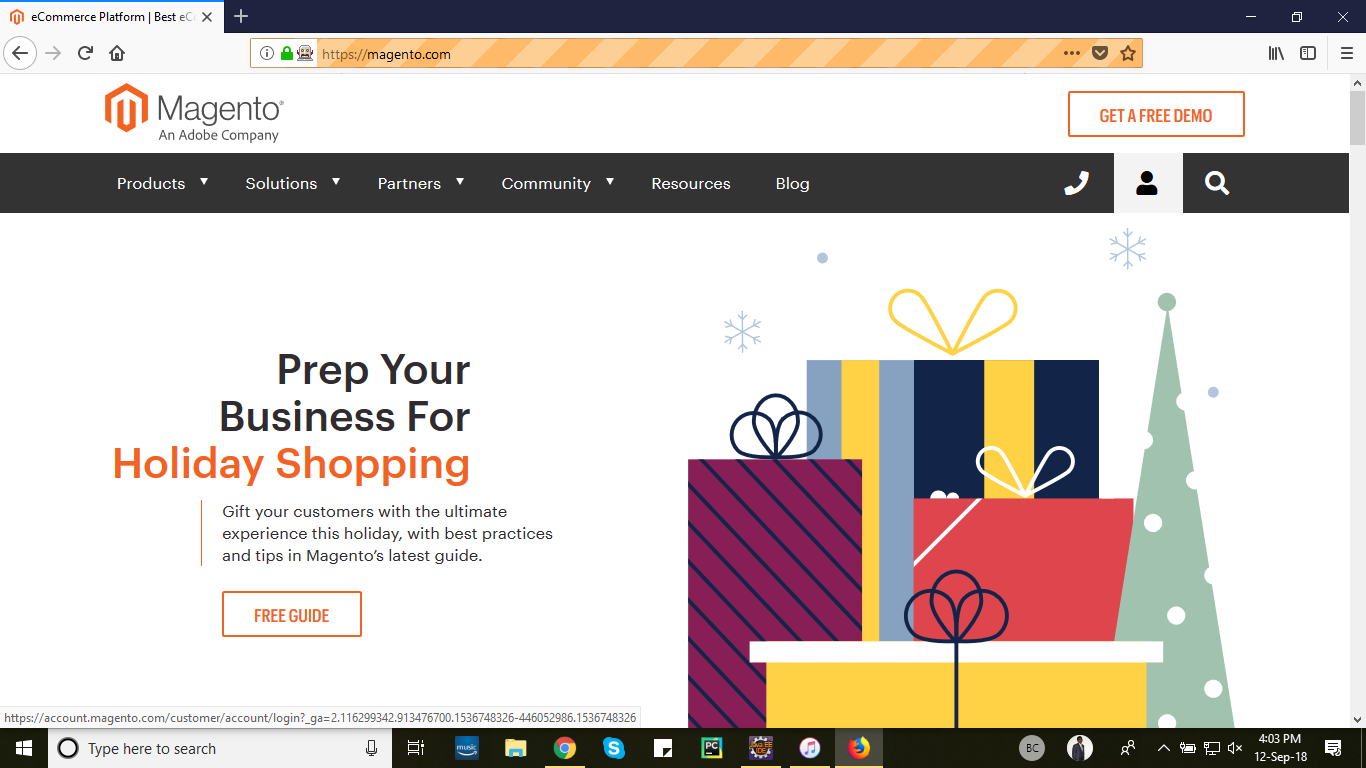 eCommerce Platform | Best eC
https://magento.com
Magento®
An Adobe Company
GET A FREE DEMO
Products
Solutions
Partners
Community
Resources
Blog
Prep Your
Business For
Holiday Shopping
Gift your customers with the ultimate
experience this holiday, with best practices
and tips in Magento’s latest guide.
FREE GUIDE
https://account.magento.com/customer/account/login?_ga=2.116299342.913476700.1536748326-446052986.1536748326
Type here to search
music
PC
JAVA EE
IDE
BC
4:03 PM
12-Sep-18